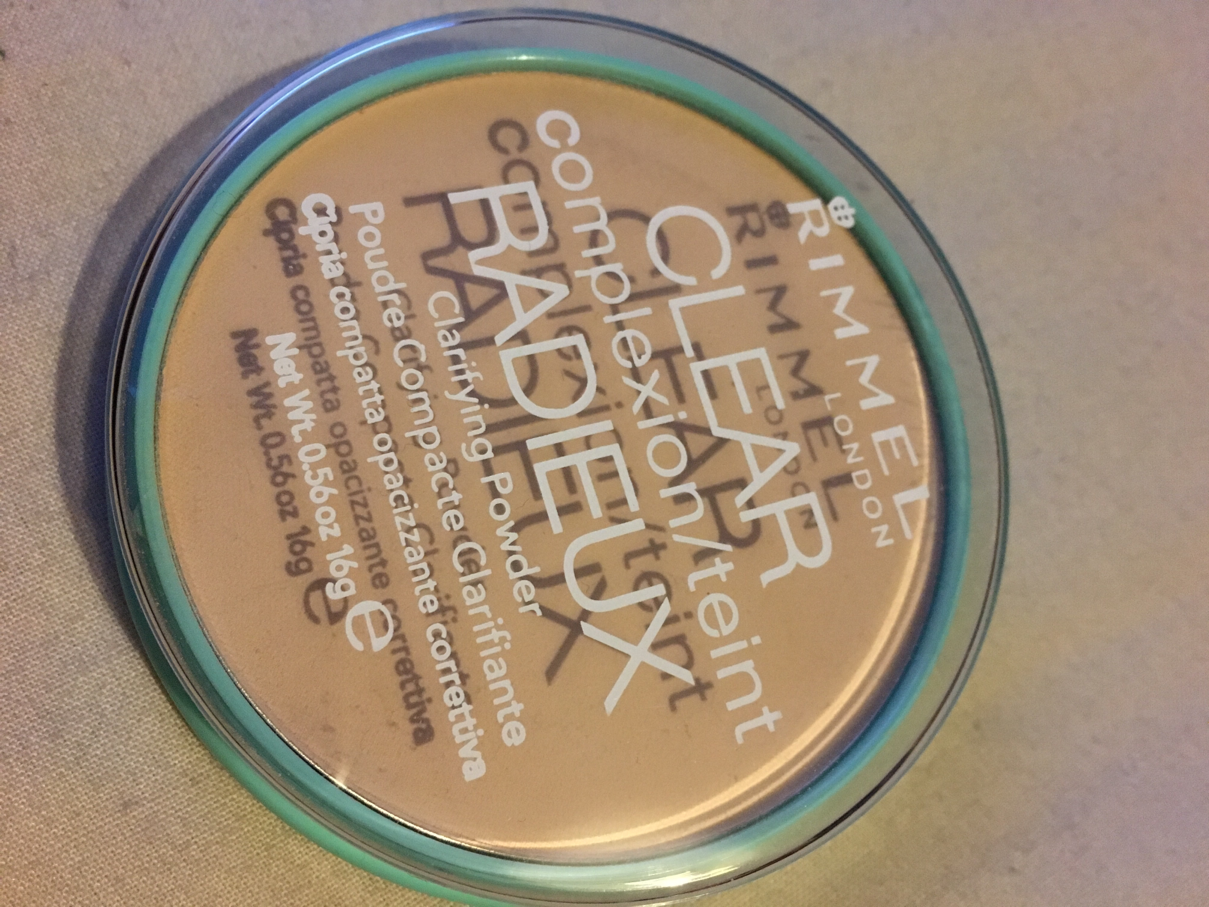 RIMMEL
LONDON
CLEAR
complexion/teint
RADIEUX
Clarifying Powder
Poudre Compacte Clarifiante
Cipria compatta opacizzante correttiva
Net Wt. 0.56oz 16g e